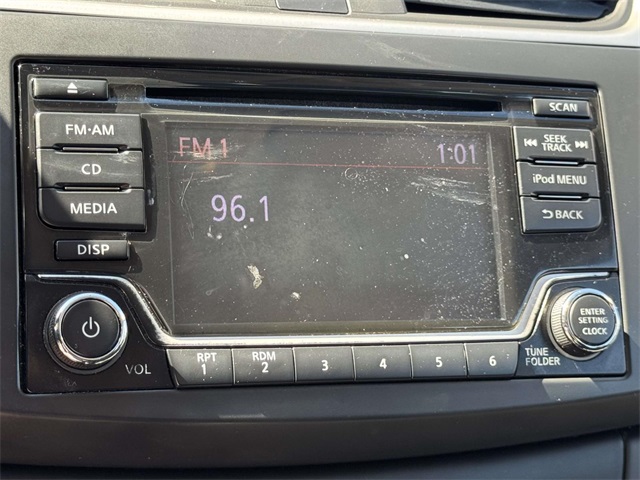 SCAN
FM·AM
CD
MEDIA
DISP
FM 1
1:01
96.1
SEEK
TRACK
iPod MENU
BACK
VOL
RPT
1
RDM
2
3
4
5
6
TUNE
FOLDER
ENTER
SETTING
CLOCK